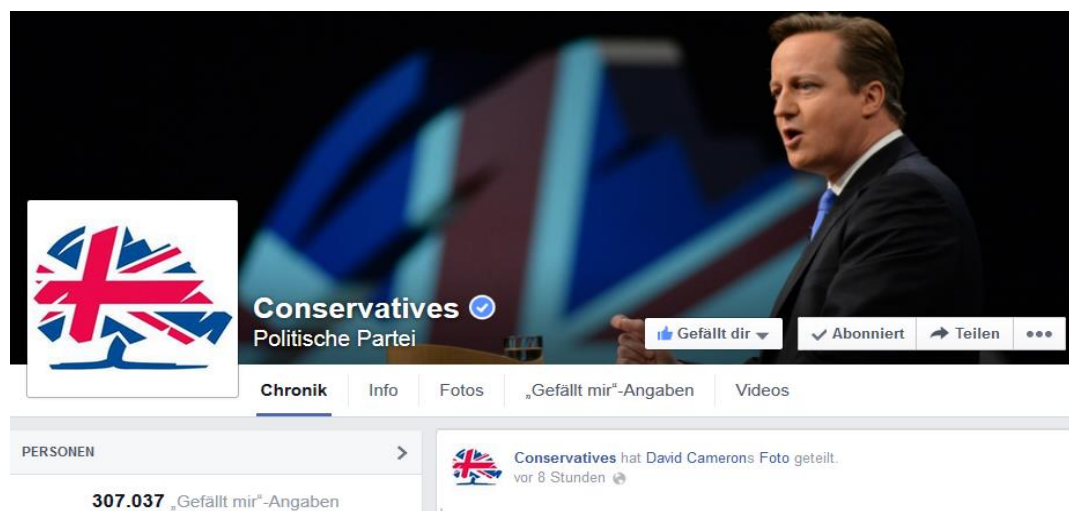 Conservatives
Politische Partei
Gefällt dir
Abonniert
Teilen
Chronik Info Fotos „Gefällt mir“-Angaben Videos
PERSONEN
307.037 „Gefällt mir“-Angaben
Conservatives hat David Camerons Foto geteilt.
vor 8 Stunden